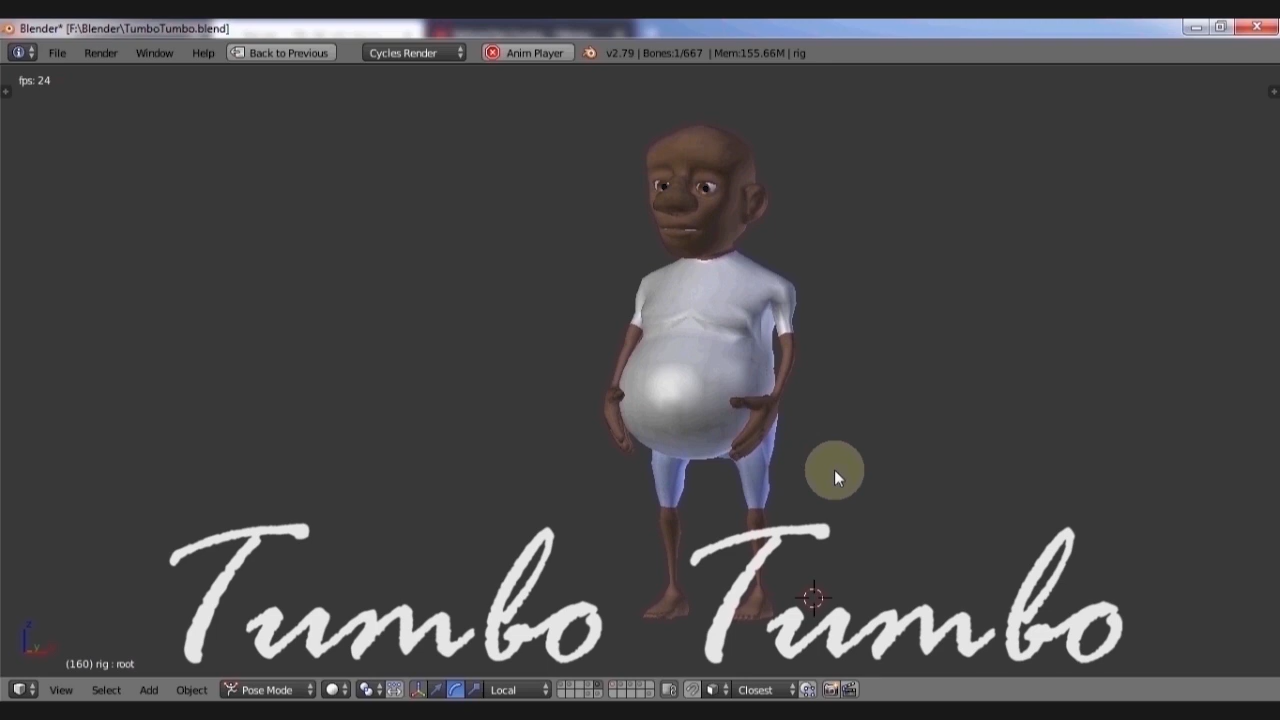 Blender* [F:\Blender\TumboTumbo.blend]
File Render Window Help Back to Previous Cycles Render Anim Player v2.79 | Bones:1/667 | Mem:155.66M | rig
fps: 24
Tumbo Tumbo
z
y
(160) rig : root
View Select Add Object Pose Mode Local Closest